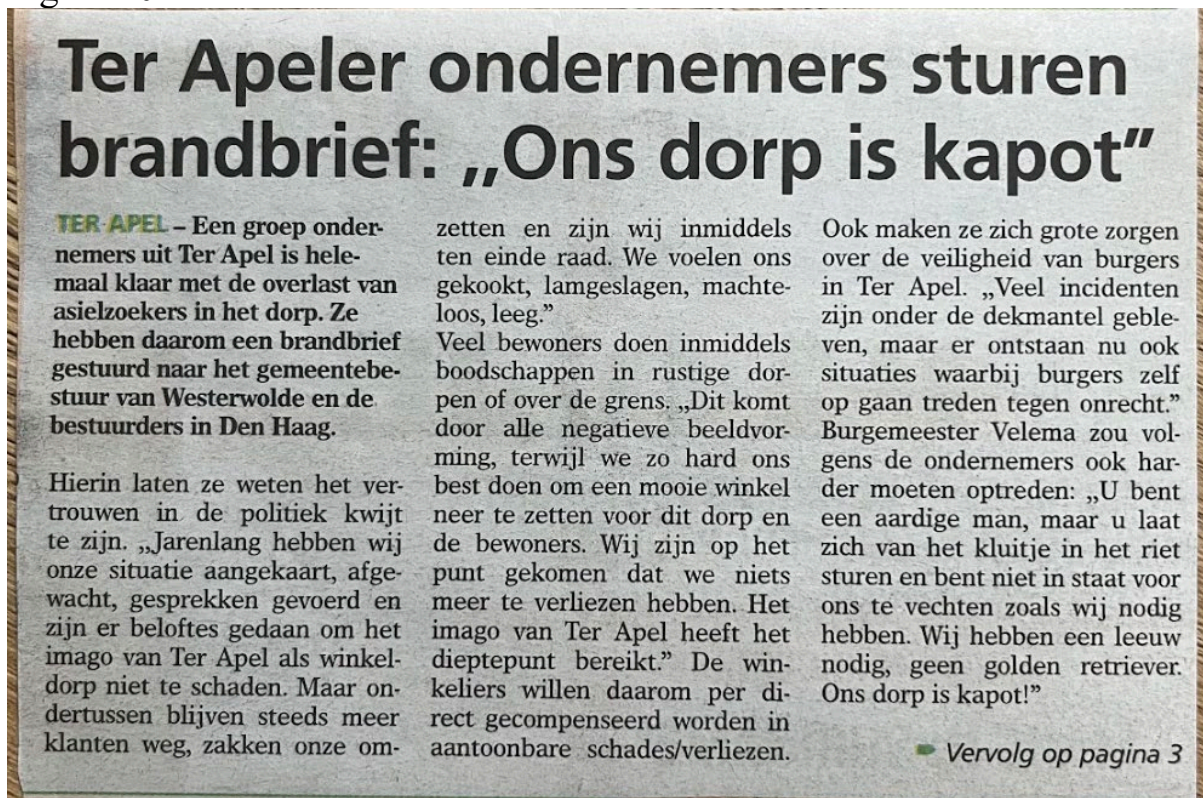 Ter Apeler ondernemers sturen
brandbrief: „Ons dorp is kapot”
TER APEL – Een groep onder-
nemers uit Ter Apel is hele-
maal klaar met de overlast van
asielzoekers in het dorp. Ze
hebben daarom een brandbrief
gestuurd naar het gemeentebe-
stuur van Westerwolde en de
bestuurders in Den Haag.
Hierin laten ze weten het ver-
trouwen in de politiek kwijt
te zijn. „Jarenlang hebben wij
onze situatie aangekaart, afge-
wacht, gesprekken gevoerd en
zijn er beloftes gedaan om het
imago van Ter Apel als winkel-
dorp niet te schaden. Maar on-
dertussen blijven steeds meer
klanten weg, zakken onze om-
zetten en zijn wij inmiddels
ten einde raad. We voelen ons
gekookt, lamgeslagen, machte-
loos, leeg.”
Veel bewoners doen inmiddels
boodschappen in rustige dor-
pen of over de grens. „Dit komt
door alle negatieve beeldvor-
ming, terwijl we zo hard ons
best doen om een mooie winkel
neer te zetten voor dit dorp en
de bewoners. Wij zijn op het
punt gekomen dat we niets
meer te verliezen hebben. Het
imago van Ter Apel heeft het
dieptepunt bereikt.” De win-
keliers willen daarom per di-
rect gecompenseerd worden in
aantoonbare schades/verliezen.
Ook maken ze zich grote zorgen
over de veiligheid van burgers
in Ter Apel. „Veel incidenten
zijn onder de dekmantel geble-
ven, maar er ontstaan nu ook
situaties waarbij burgers zelf
op gaan treden tegen onrecht.”
Burgemeester Velema zou vol-
gens de ondernemers ook har-
der moeten optreden: „U bent
een aardige man, maar u laat
zich van het kluitje in het riet
sturen en bent niet in staat voor
ons te vechten zoals wij nodig
hebben. Wij hebben een leeuw
nodig, geen golden retriever.
Ons dorp is kapot!”
Vervolg op pagina 3